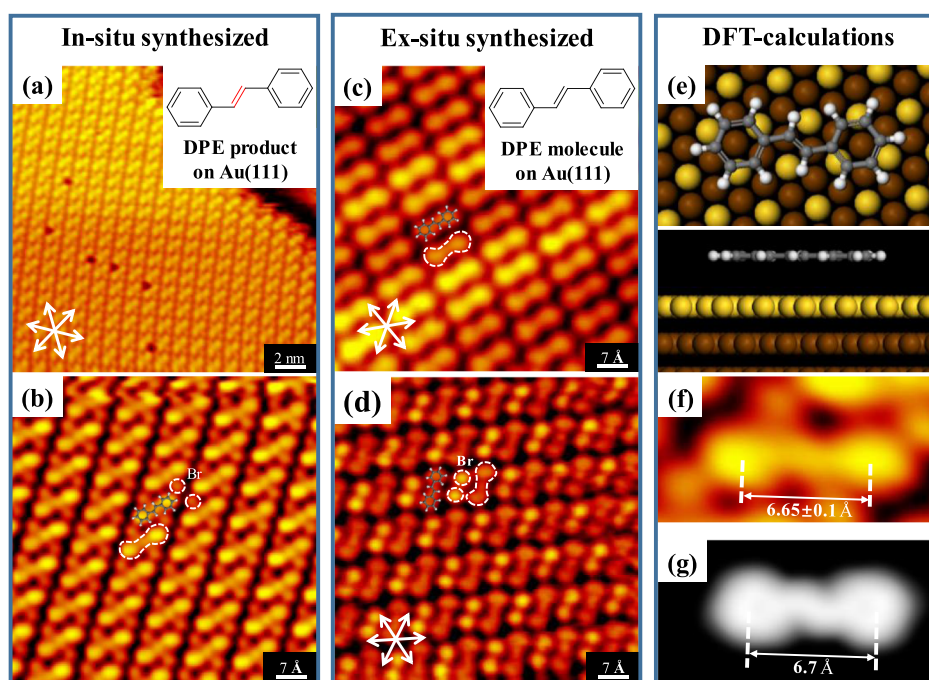 In-situ synthesized
(a)
DPE product
on Au(111)
2 nm
(b)
Br
7 Å
Ex-situ synthesized
(c)
DPE molecule
on Au(111)
7 Å
(d)
Br
7 Å
DFT-calculations
(e)
(f)
6.65±0.1 Å
(g)
6.7 Å